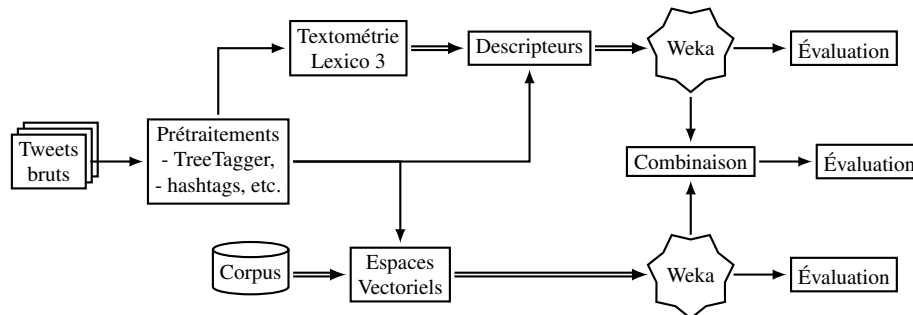 Textométrie
Lexico 3
Descripteurs
Weka
Évaluation
Tweets
bruts
Prétraitements
- TreeTagger,
- hashtags, etc.
Combinaison
Évaluation
Corpus
Espaces
Vectoriels
Weka
Évaluation